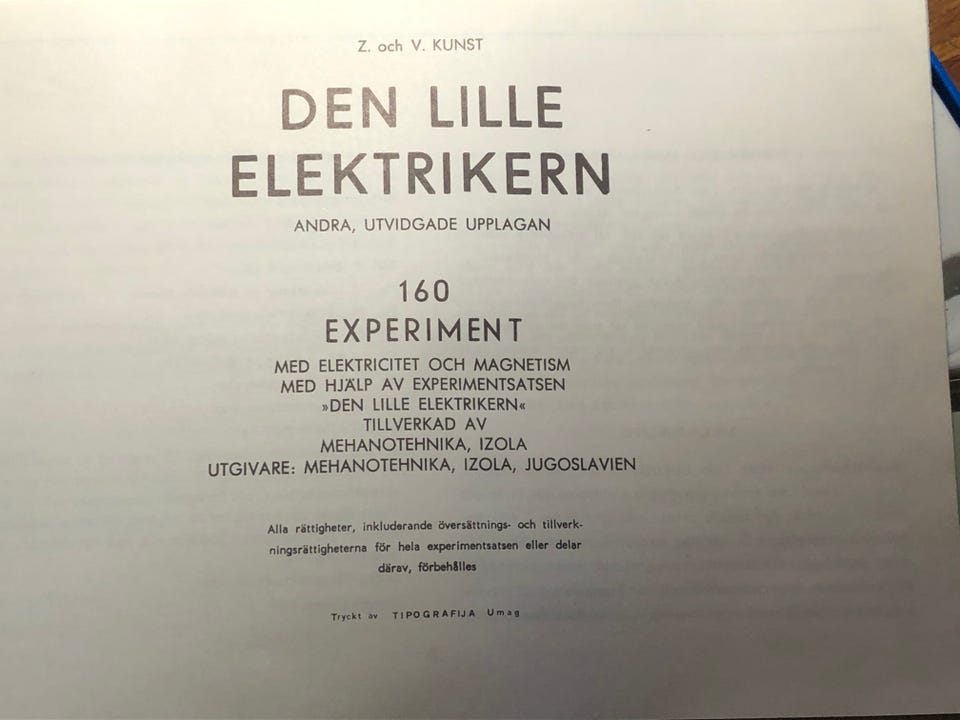 Z. och V. KUNST
DEN LILLE
ELEKTRIKERN
ANDRA, UTVIDGADE UPPLAGAN
160
EXPERIMENT
MED ELEKTRICITET OCH MAGNETISM
MED HJÄLP AV EXPERIMENTSATSEN
»DEN LILLE ELEKTRIKERN«
TILLVERKAD AV
MEHANOTEHNIKA, IZOLA
UTGIVARE: MEHANOTEHNIKA, IZOLA, JUGOSLAVIEN
Alla rättigheter, inkluderande översättnings- och tillverk-
ningsrättigheterna för hela experimentsatsen eller delar
därav, förbehålles
Tryckt av TIPOGRAFIJA Umag